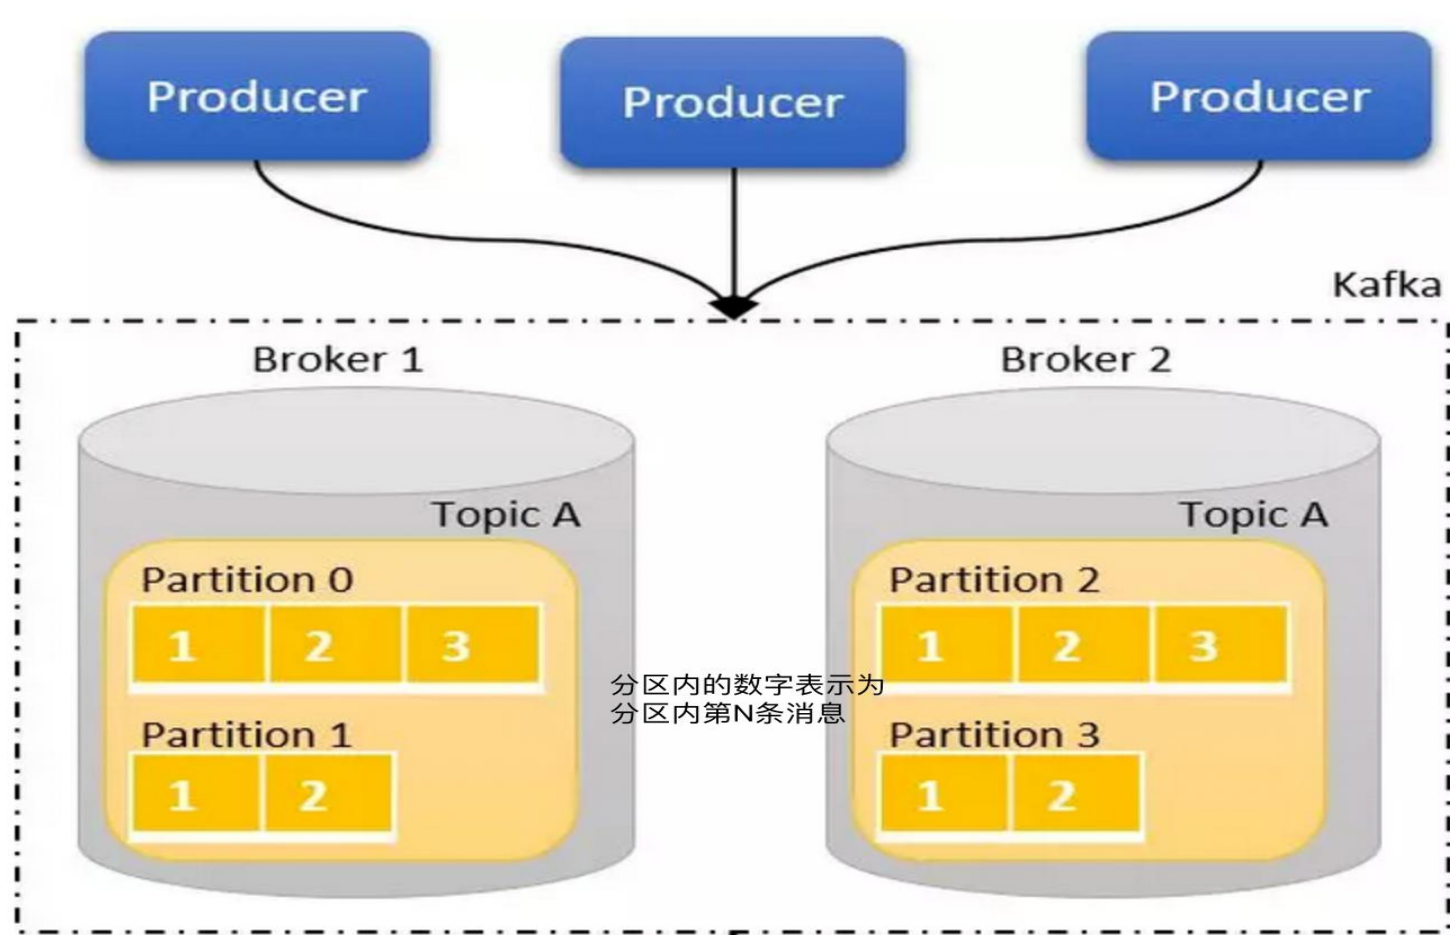 Producer
Producer
Producer
Kafka
Broker 1
Broker 2
Topic A
Topic A
Partition 0
1 2 3
Partition 2
1 2 3
分区内的数字表示为
分区内第N条消息
Partition 1
1 2
Partition 3
1 2